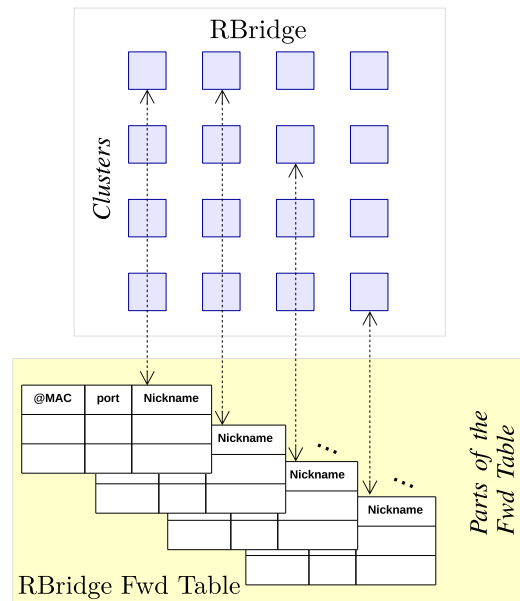 RBridge
Clusters
@MAC port Nickname
Nickname
...
Nickname
...
Nickname
Parts of the
Fwd Table
RBridge Fwd Table